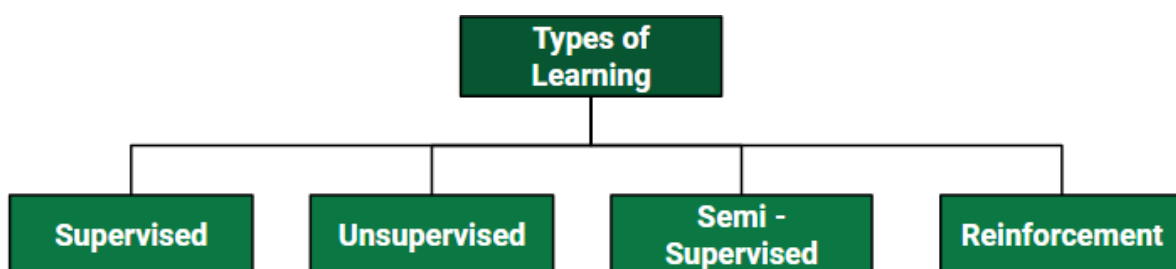 Types of
Learning
Supervised
Unsupervised
Semi -
Supervised
Reinforcement